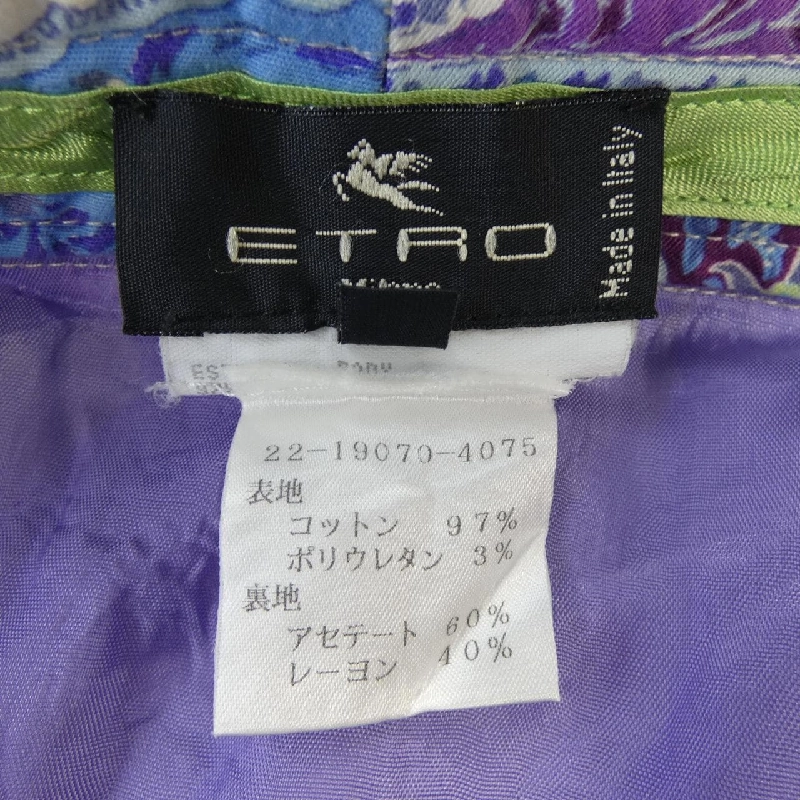 ETRO
Milano
Made in Italy
22-19070-4075
表地
コットン 97%
ポリウレタン 3%
裏地
アセテート 60%
レーヨン 40%